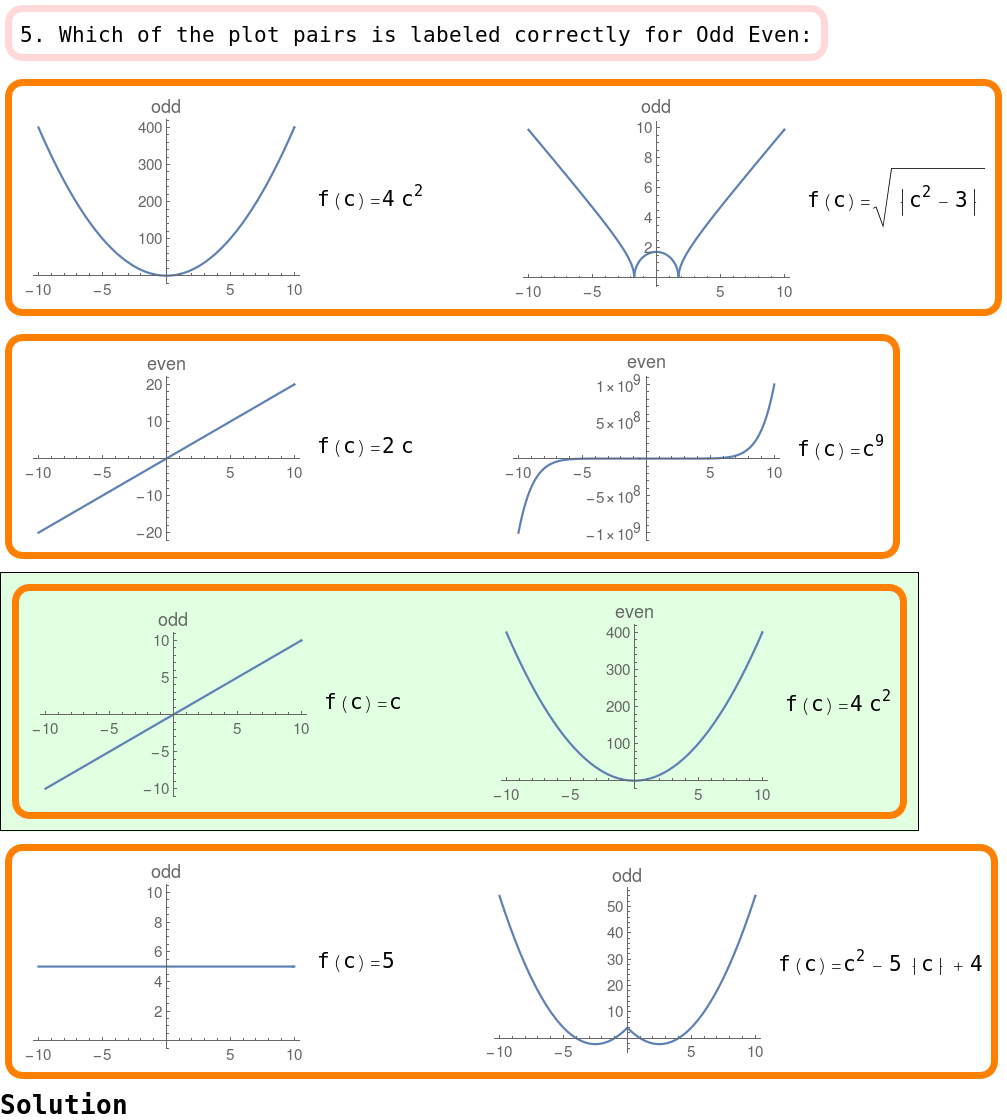 5. Which of the plot pairs is labeled correctly for Odd Even:
odd
400
300
200
100
−10 −5 5 10
f(c)=4 c²
odd
10
8
6
4
2
−10 −5 5 10
f(c)=√|c² − 3|
even
20
10
−10 −5 5 10
−10
−20
f(c)=2 c
even
1×10⁹
5×10⁸
−10 −5 5 10
−5×10⁸
−1×10⁹
f(c)=c⁹
odd
10
5
−10 −5 5 10
−5
−10
f(c)=c
even
400
300
200
100
−10 −5 5 10
f(c)=4 c²
odd
10
8
6
4
2
−10 −5 5 10
f(c)=5
odd
50
40
30
20
10
−10 −5 5 10
f(c)=c² − 5 |c| + 4
Solution